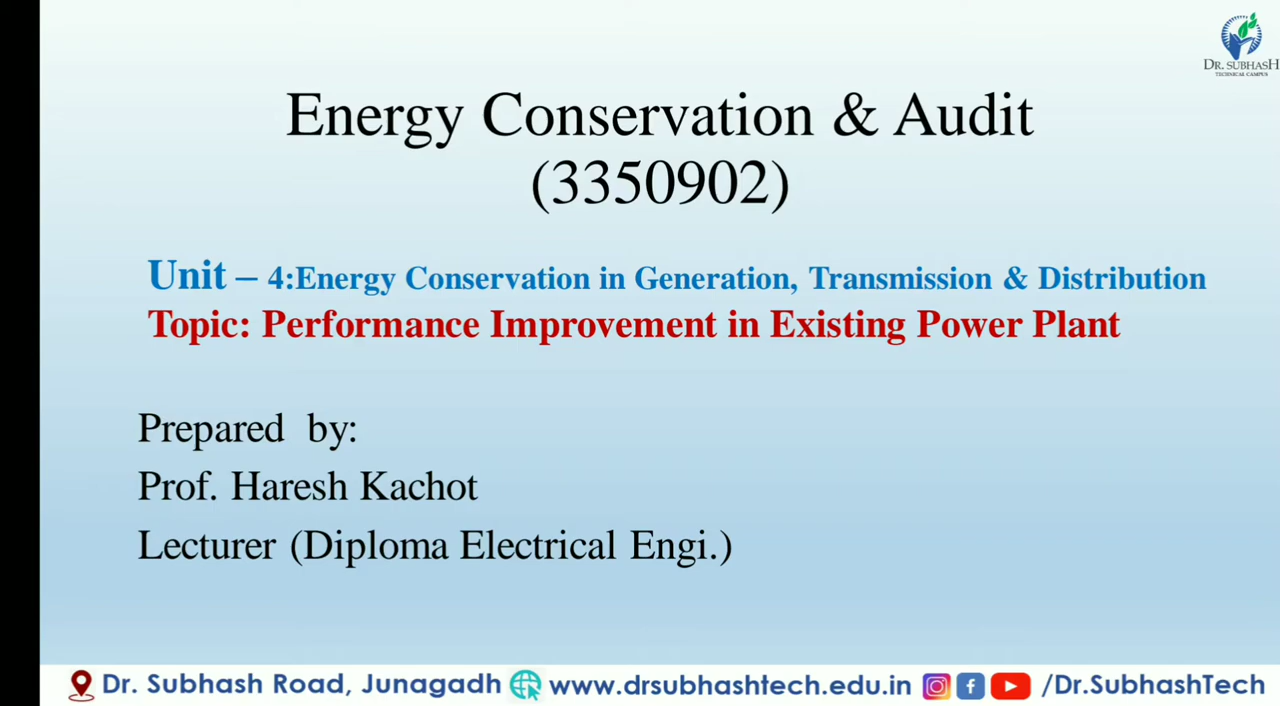 DR. SUBHASH
TECHNICAL CAMPUS
Energy Conservation & Audit
(3350902)
Unit – 4:Energy Conservation in Generation, Transmission & Distribution
Topic: Performance Improvement in Existing Power Plant
Prepared by:
Prof. Haresh Kachot
Lecturer (Diploma Electrical Engi.)
Dr. Subhash Road, Junagadh www.drsubhashtech.edu.in /Dr.SubhashTech